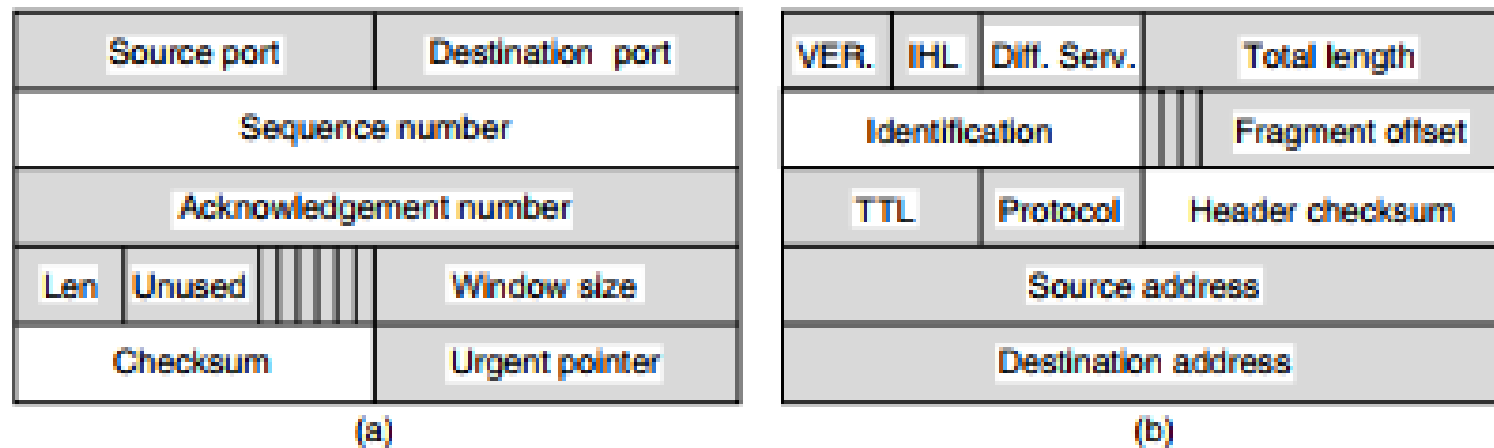 Source port Destination port
Sequence number
Acknowledgement number
Len Unused Window size
Checksum Urgent pointer
(a)
VER. IHL Diff. Serv. Total length
Identification Fragment offset
TTL Protocol Header checksum
Source address
Destination address
(b)